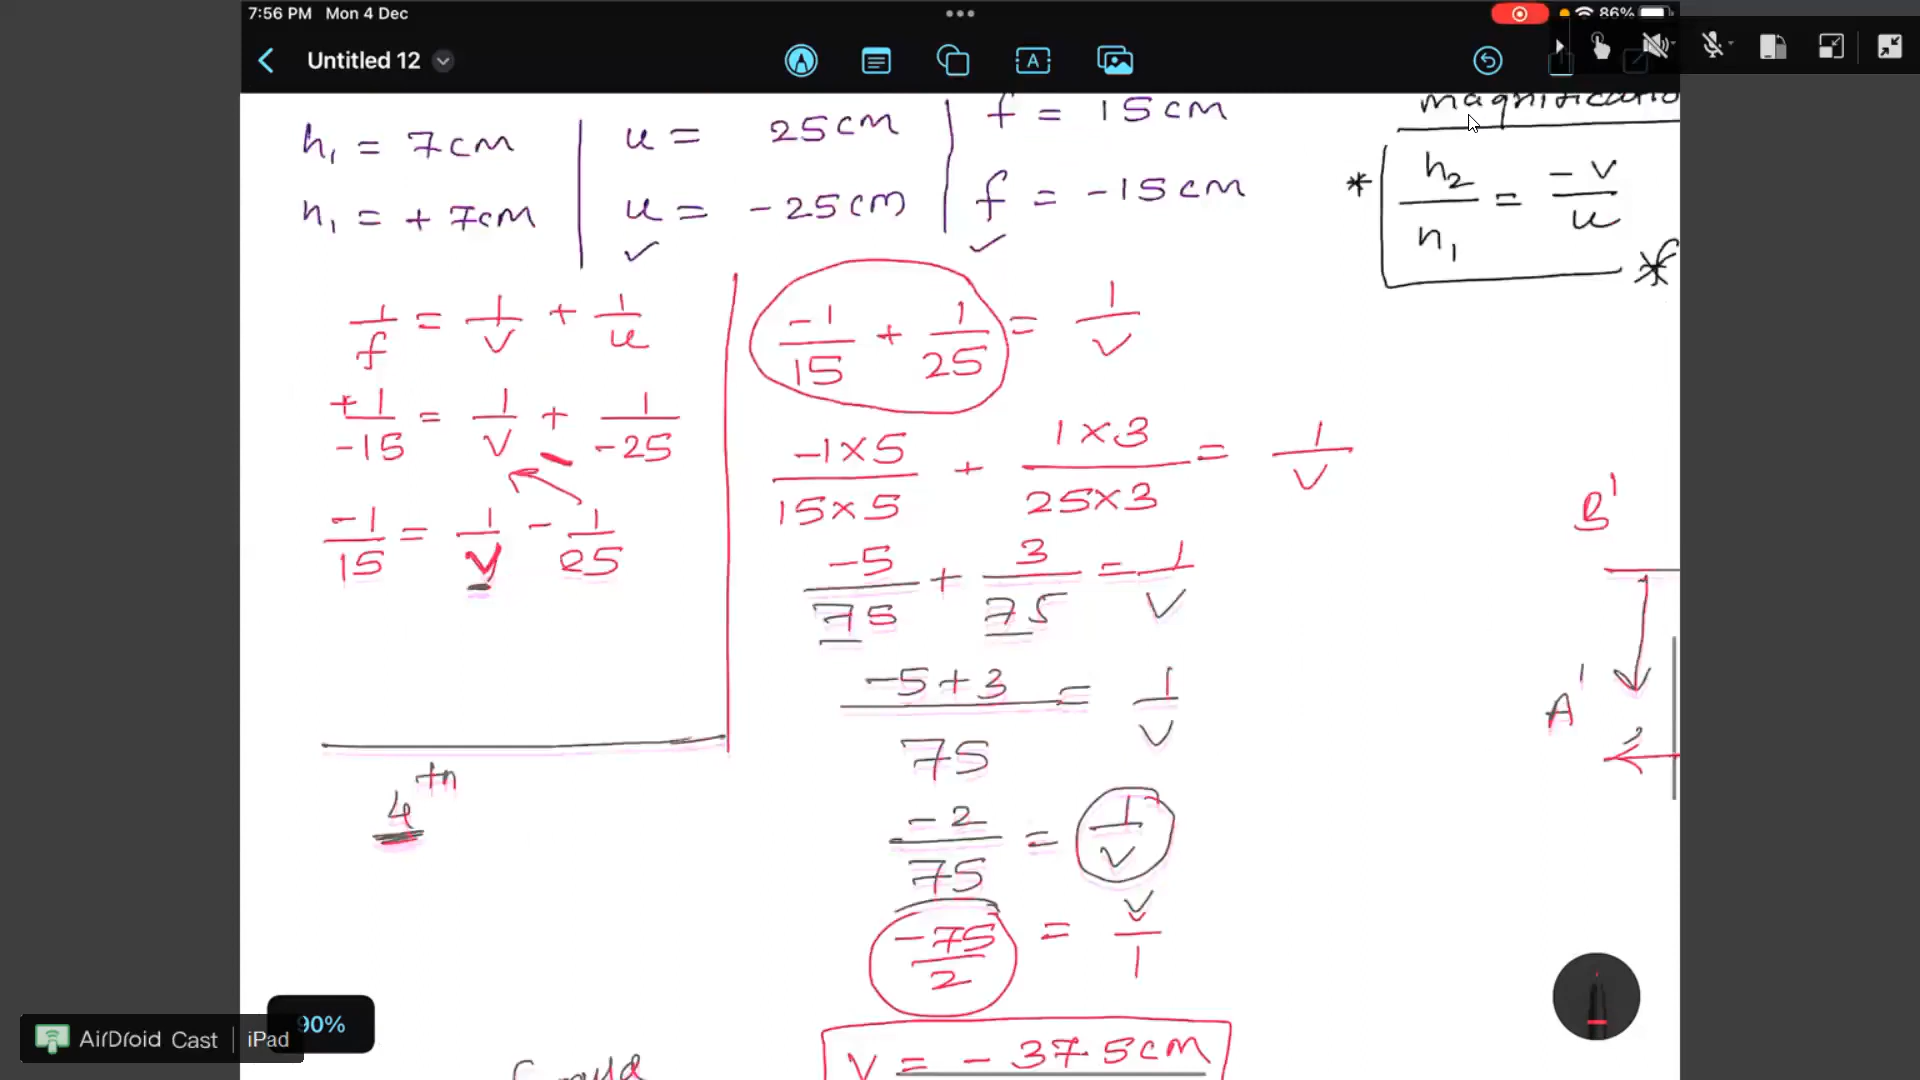 7:56 PM Mon 4 Dec
86%
Untitled 12
h₁ = 7cm
u = 25cm
f = 15cm
h₁ = + 7cm
u = -25cm
f = -15cm
* h₂/h₁ = -v/u
1/f = 1/v + 1/u
+1/-15 = 1/v + 1/-25
-1/15 = 1/v - 1/25
4th
-1/15 + 1/25 = 1/v
-1×5/15×5 + 1×3/25×3 = 1/v
-5/75 + 3/75 = 1/v
-5+3/75 = 1/v
-2/75 = 1/v
-75/2 = v/1
v = - 37.5cm
B'
A'
90%
AirDroid Cast | iPad